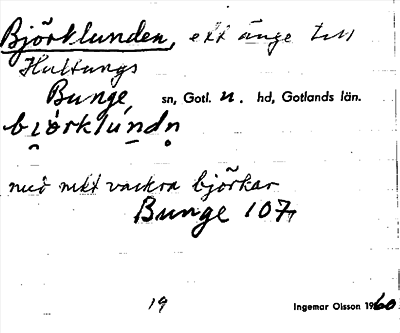 Björklunden, ett änge till
Hultungs
Bunge sn, Gotl. n. hd, Gotlands län.
biörklundn
med mkt vackra björkar
Bunge 107
19 Ingemar Olsson 1960